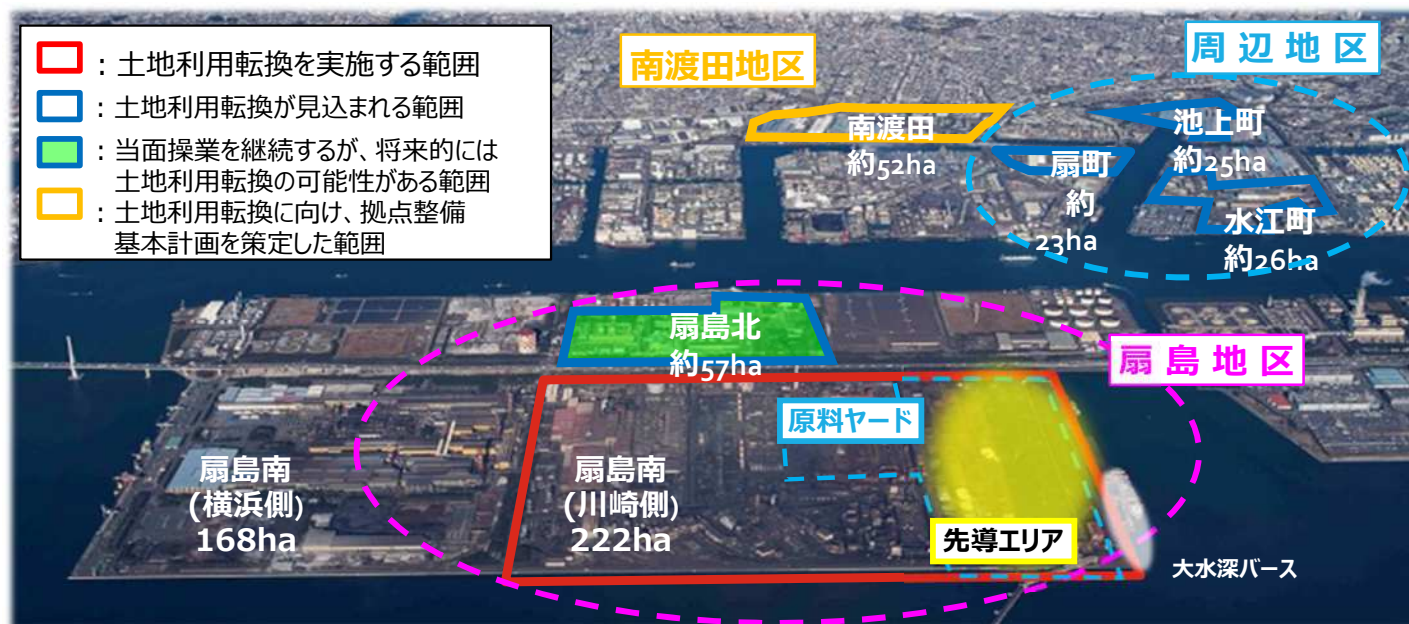 ：土地利用転換を実施する範囲
：土地利用転換が見込まれる範囲
：当面操業を継続するが、将来的には
土地利用転換の可能性がある範囲
：土地利用転換に向け、拠点整備
基本計画を策定した範囲
南渡田地区
周辺地区
南渡田
約52ha
池上町
約25ha
扇町
約
23ha
水江町
約26ha
扇島北
約57ha
扇島地区
原料ヤード
扇島南
(横浜側)
168ha
扇島南
(川崎側)
222ha
先導エリア
大水深バース